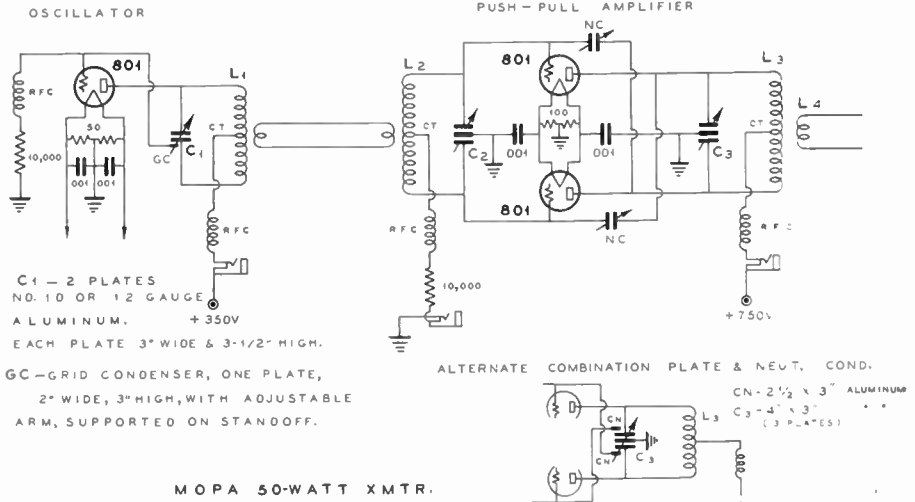 OSCILLATOR
PUSH-PULL AMPLIFIER
801
L1
RFC
50
10,000
GC
C1
CT
001
001
RFC
+350V
L2
CT
C2
RFC
10,000
NC
801
100
001
001
801
NC
C3
L3
CT
L4
RFC
+750V
C1 - 2 PLATES
NO. 10 OR 12 GAUGE
ALUMINUM.
EACH PLATE 3" WIDE & 3-1/2" HIGH.
GC-GRID CONDENSER, ONE PLATE,
2" WIDE, 3" HIGH, WITH ADJUSTABLE
ARM, SUPPORTED ON STANDOFF.
ALTERNATE COMBINATION PLATE & NEUT. COND.
CN-2½ x 3" ALUMINUM
C3-4" x 3" " "
(3 PLATES)
CN
CN
C3
L3
MOPA 50-WATT XMTR.